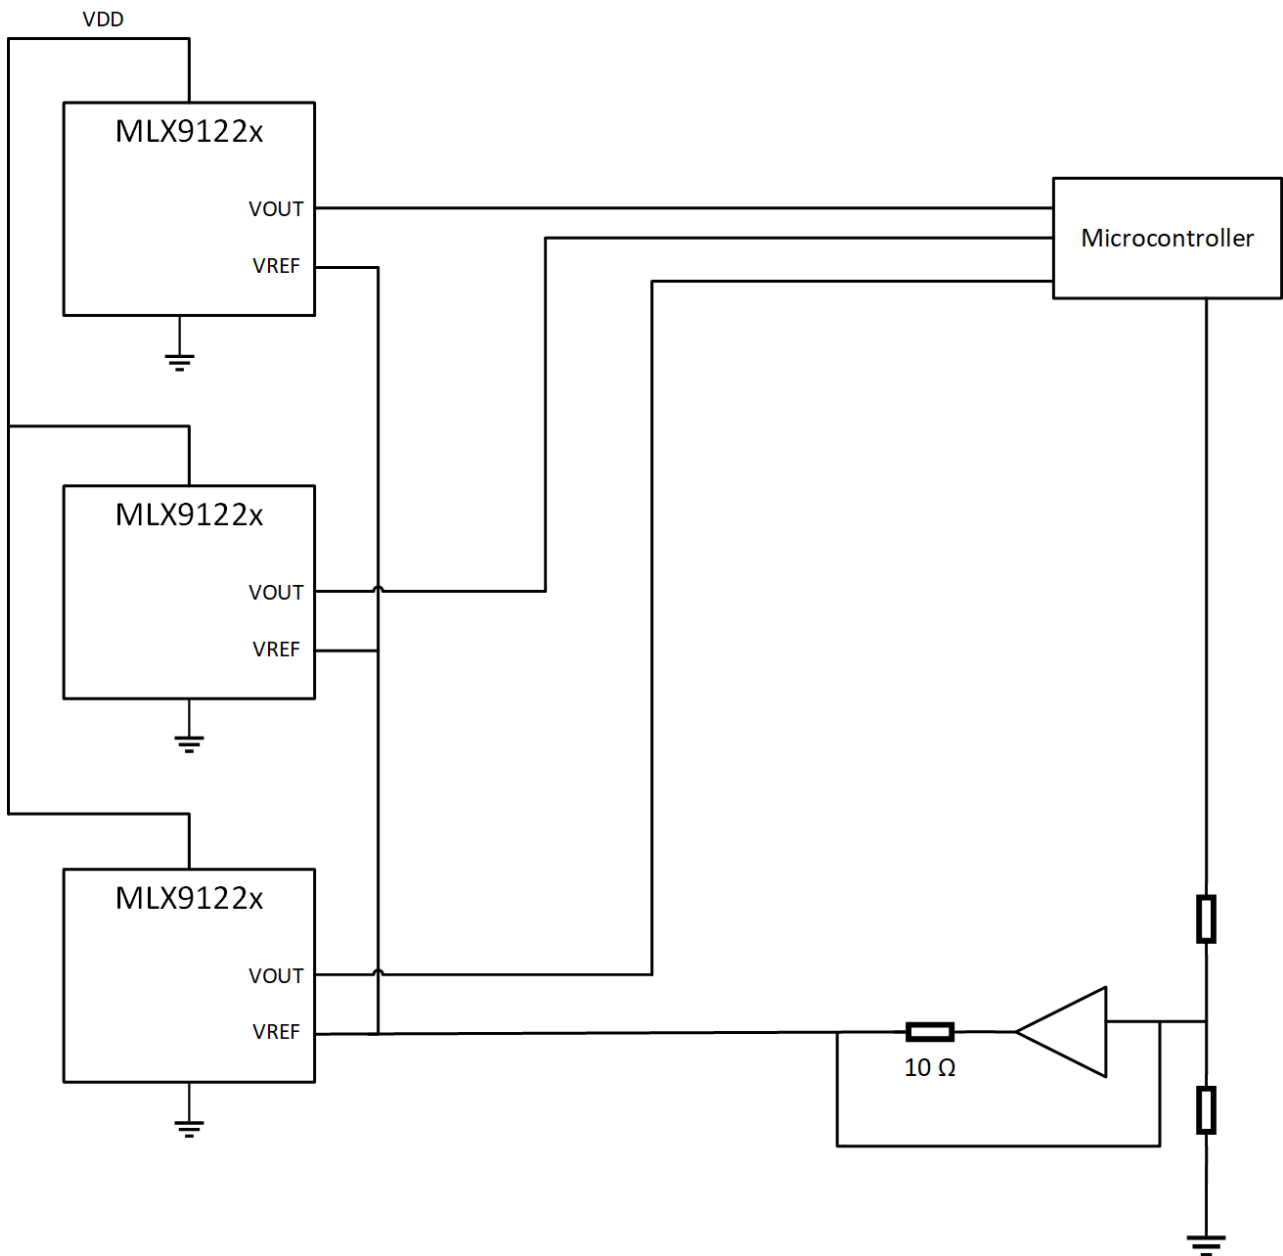 VDD
MLX9122x
VOUT
VREF
Microcontroller
MLX9122x
VOUT
VREF
MLX9122x
VOUT
VREF
10 Ω